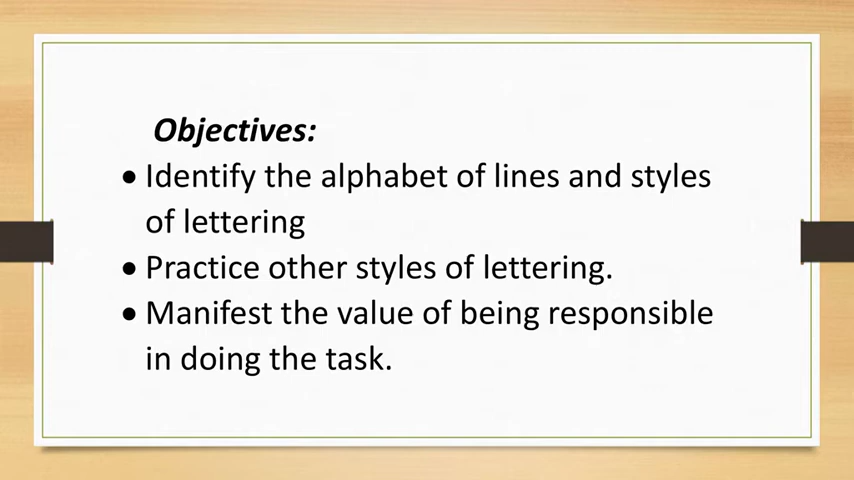 Objectives:
• Identify the alphabet of lines and styles
of lettering
• Practice other styles of lettering.
• Manifest the value of being responsible
in doing the task.